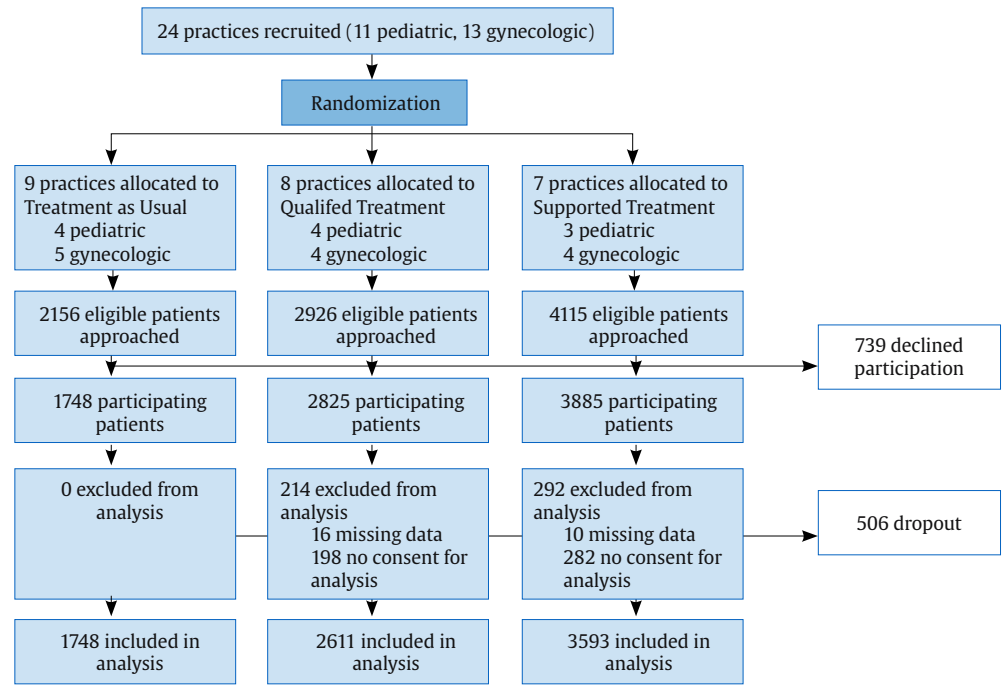 24 practices recruited (11 pediatric, 13 gynecologic)
Randomization
9 practices allocated to
Treatment as Usual
4 pediatric
5 gynecologic
8 practices allocated to
Qualifed Treatment
4 pediatric
4 gynecologic
7 practices allocated to
Supported Treatment
3 pediatric
4 gynecologic
2156 eligible patients
approached
2926 eligible patients
approached
4115 eligible patients
approached
739 declined
participation
1748 participating
patients
2825 participating
patients
3885 participating
patients
0 excluded from
analysis
214 excluded from
analysis
16 missing data
198 no consent for
analysis
292 excluded from
analysis
10 missing data
282 no consent for
analysis
506 dropout
1748 included in
analysis
2611 included in
analysis
3593 included in
analysis